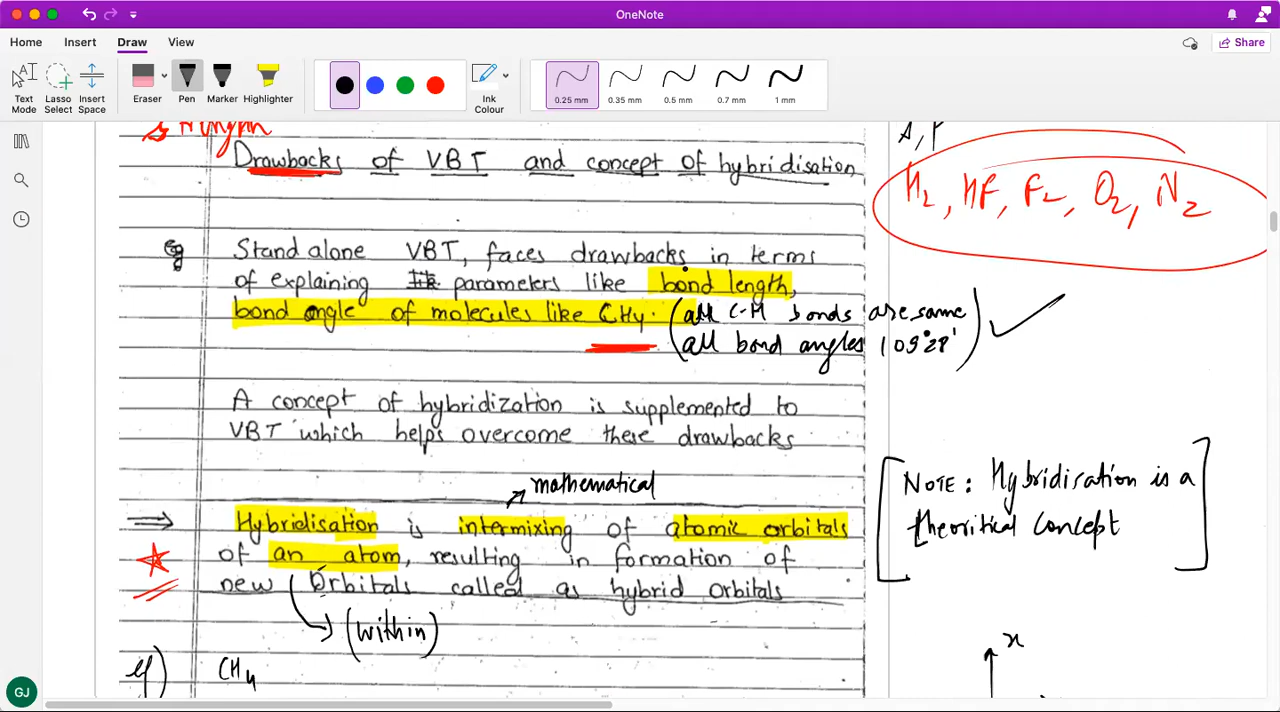 OneNote
Home Insert Draw View
Share
Text Mode
Lasso Select
Insert Space
Eraser
Pen
Marker
Highlighter
Ink Colour
0.25 mm
0.35 mm
0.5 mm
0.7 mm
1 mm
Drawbacks of VBT and concept of hybridisation
H2, HF, F2, O2, N2
Eg Stand alone VBT, faces drawbacks in terms
of explaining parameters like bond length,
bond angle of molecules like CH4. (all C-H bonds are same
(all bond angles 109°28')
A concept of hybridization is supplemented to
VBT which helps overcome these drawbacks
mathematical
NOTE: Hybridisation is a
theoritical concept
⇒ Hybridisation is intermixing of atomic orbitals
of an atom, resulting in formation of
new orbitals called as hybrid orbitals
(within)
x
eg) CH4
GJ